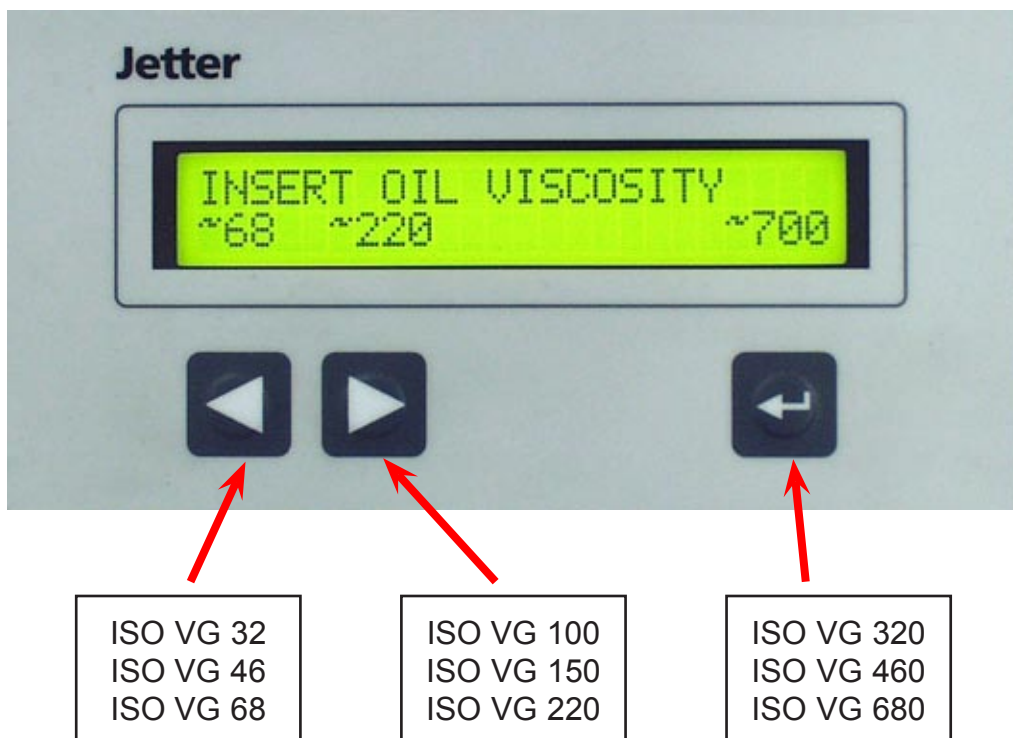 Jetter
INSERT OIL VISCOSITY
~68 ~220 ~700
ISO VG 32
ISO VG 46
ISO VG 68
ISO VG 100
ISO VG 150
ISO VG 220
ISO VG 320
ISO VG 460
ISO VG 680